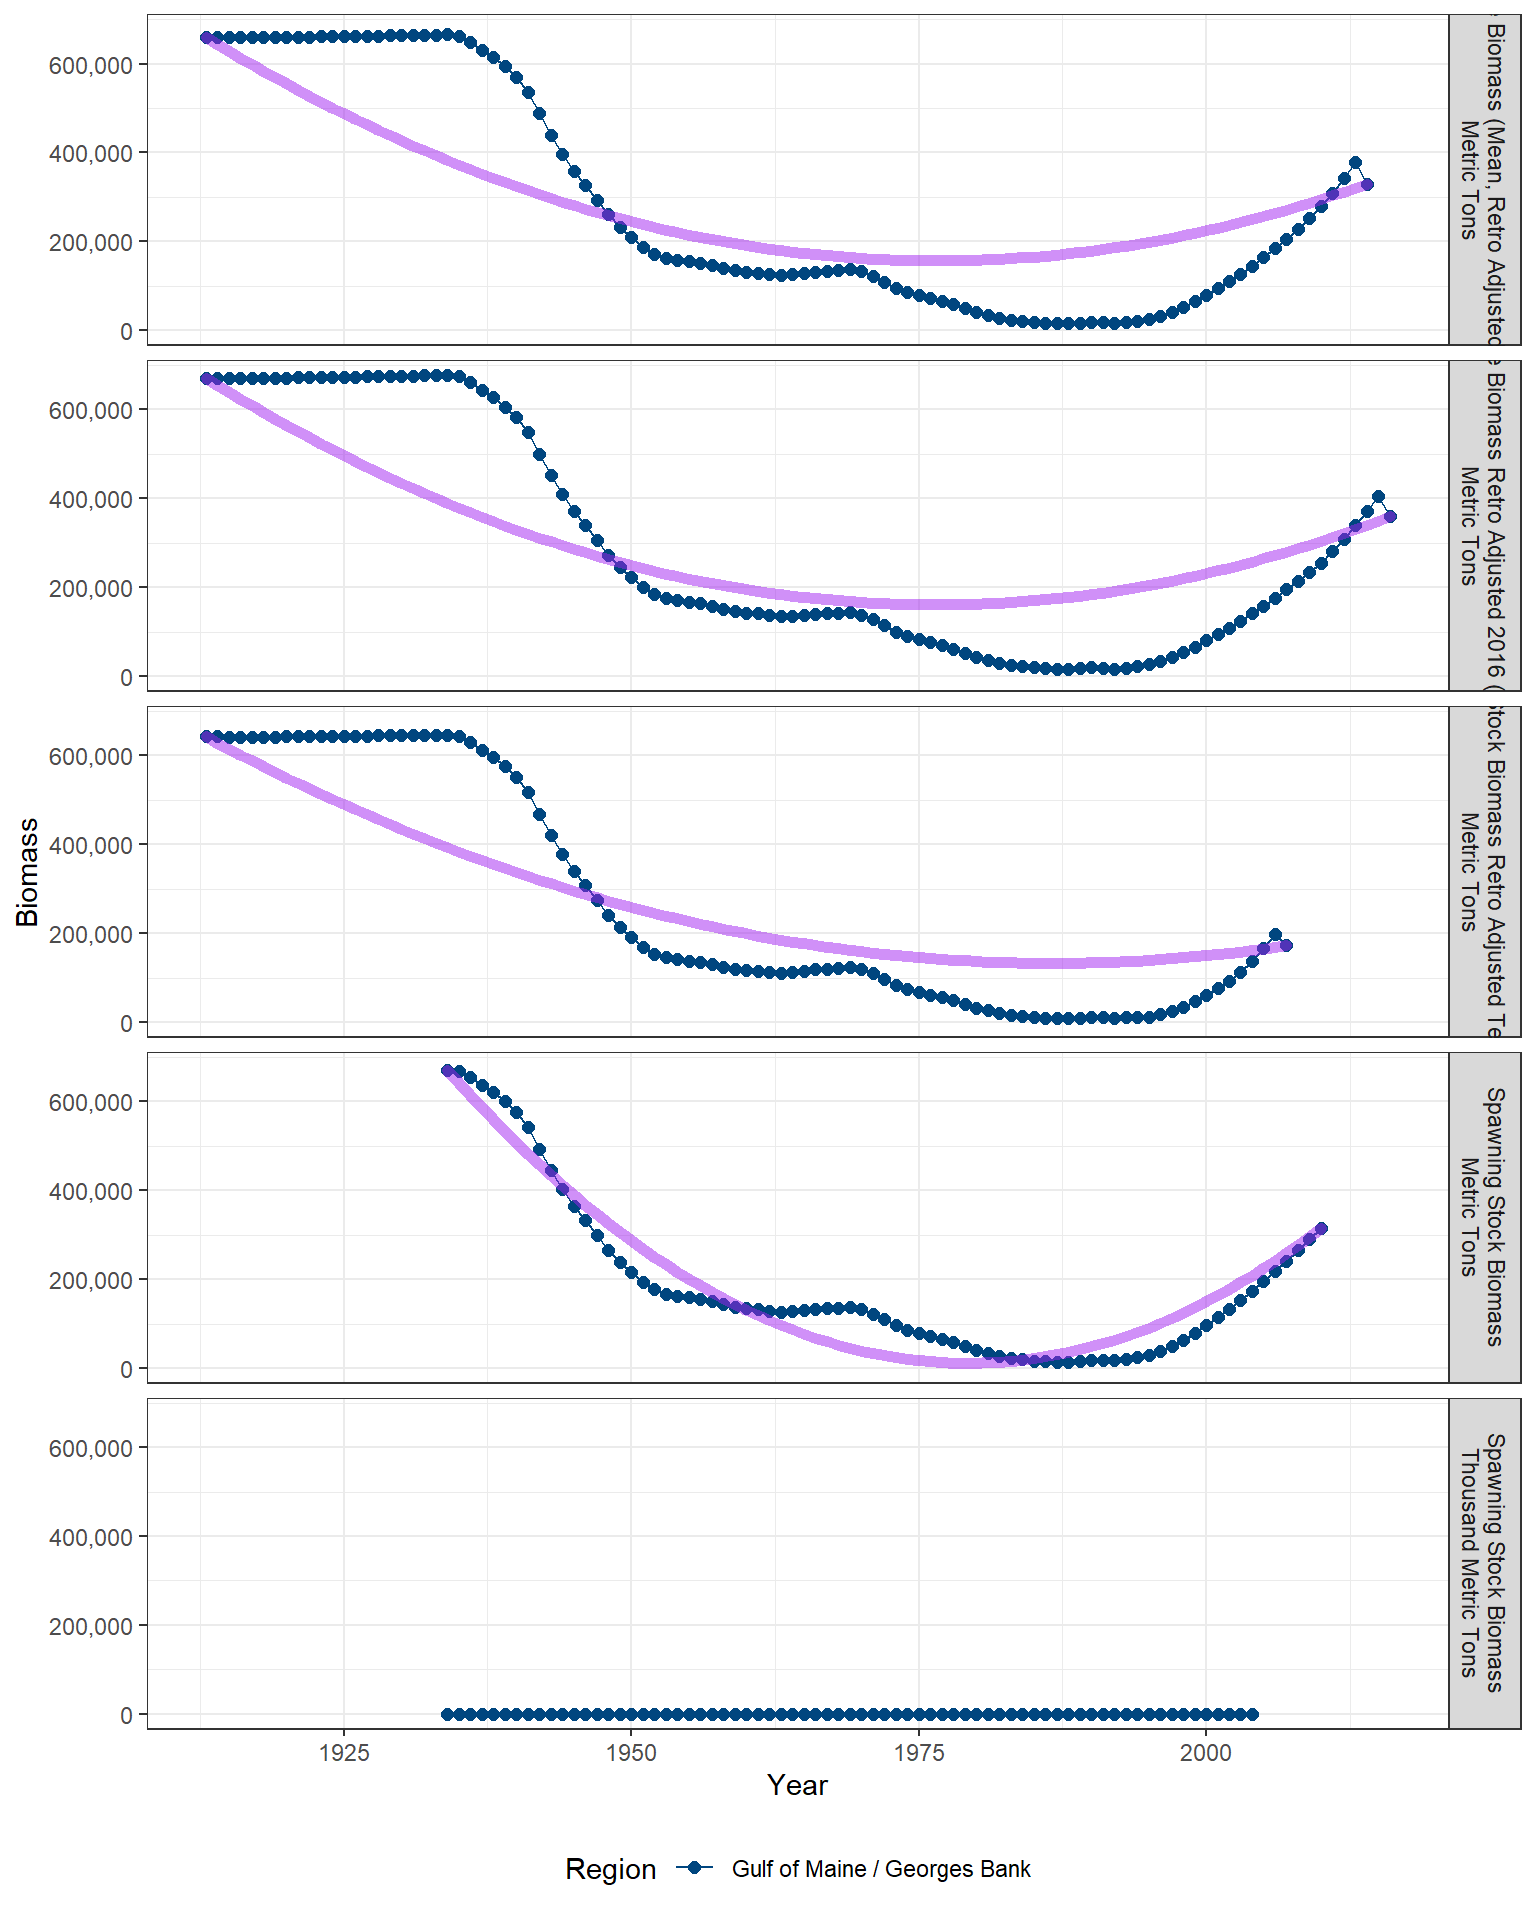 600,000
400,000
200,000
0
Biomass (Mean, Retro Adjusted
Metric Tons
600,000
400,000
200,000
0
Biomass Retro Adjusted 2016 (
Metric Tons
600,000
400,000
200,000
0
Stock Biomass Retro Adjusted Te
Metric Tons
600,000
400,000
200,000
0
Spawning Stock Biomass
Metric Tons
600,000
400,000
200,000
0
Spawning Stock Biomass
Thousand Metric Tons
Biomass
1925
1950
1975
2000
Year
Region
Gulf of Maine / Georges Bank